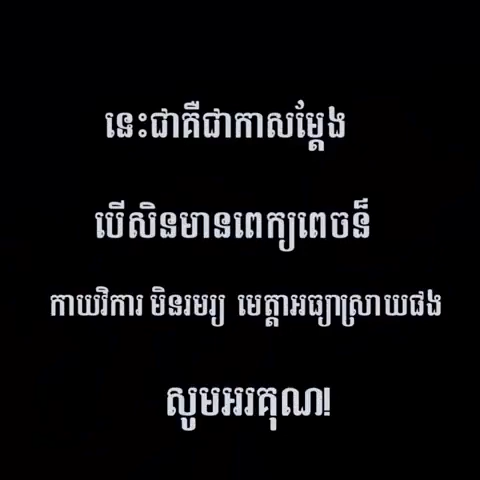 នេះជាគឺជាកាសម្ដែង
បើសិនមានពេក្យពេចន៏
កាយវិការ មិនរមរ្យ មេត្តាអធ្យាស្រាយផង
សូមអរគុណ!